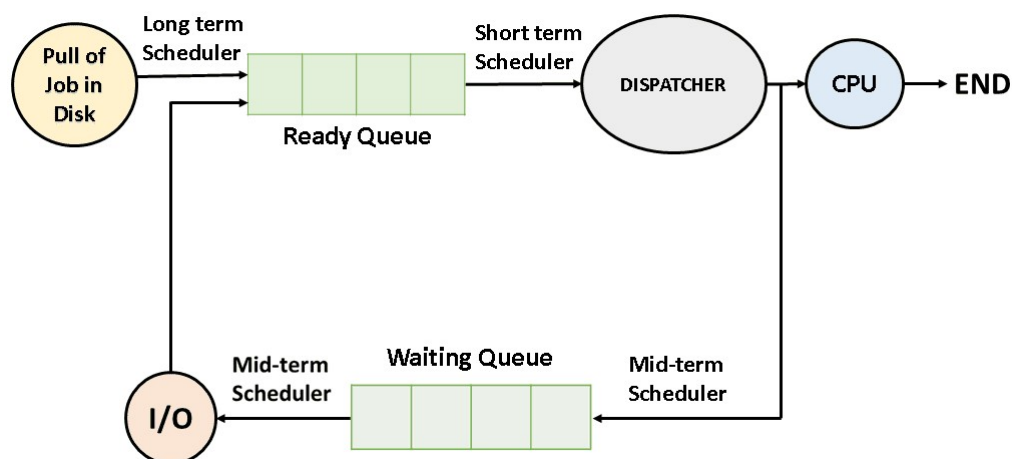 Pull of
Job in
Disk
Long term
Scheduler
Ready Queue
Short term
Scheduler
DISPATCHER
CPU
END
I/O
Mid-term
Scheduler
Waiting Queue
Mid-term
Scheduler